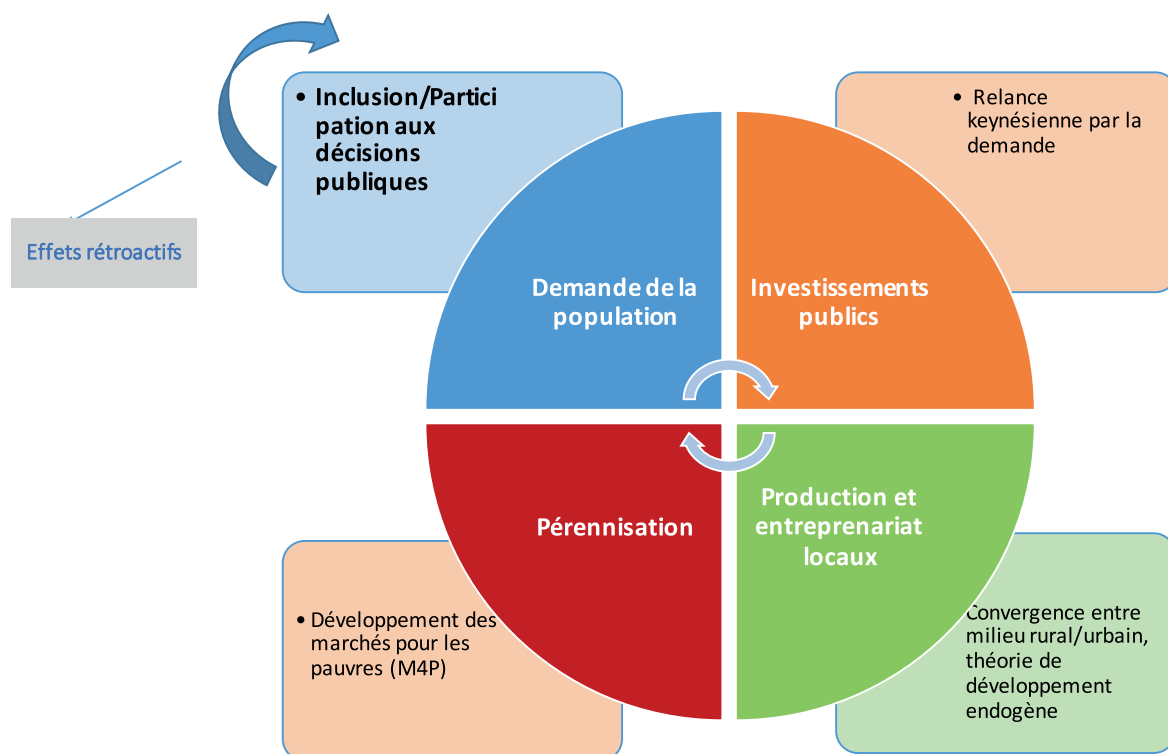 • Inclusion/Partici
pation aux
décisions
publiques
• Relance
keynésienne par la
demande
Effets rétroactifs
Demande de la
population
Investissements
publics
Pérennisation
Production et
entreprenariat
locaux
• Développement des
marchés pour les
pauvres (M4P)
Convergence entre
milieu rural/urbain,
théorie de
développement
endogène